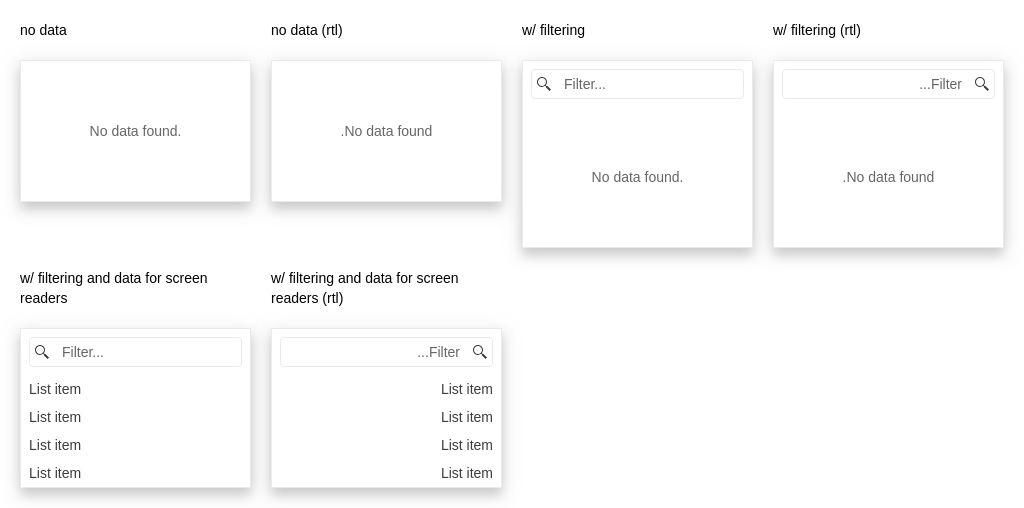 no data
no data (rtl)
w/ filtering
w/ filtering (rtl)
No data found.
.No data found
Filter...
No data found.
...Filter
.No data found
w/ filtering and data for screen
readers
w/ filtering and data for screen
readers (rtl)
Filter...
List item
List item
List item
List item
...Filter
List item
List item
List item
List item